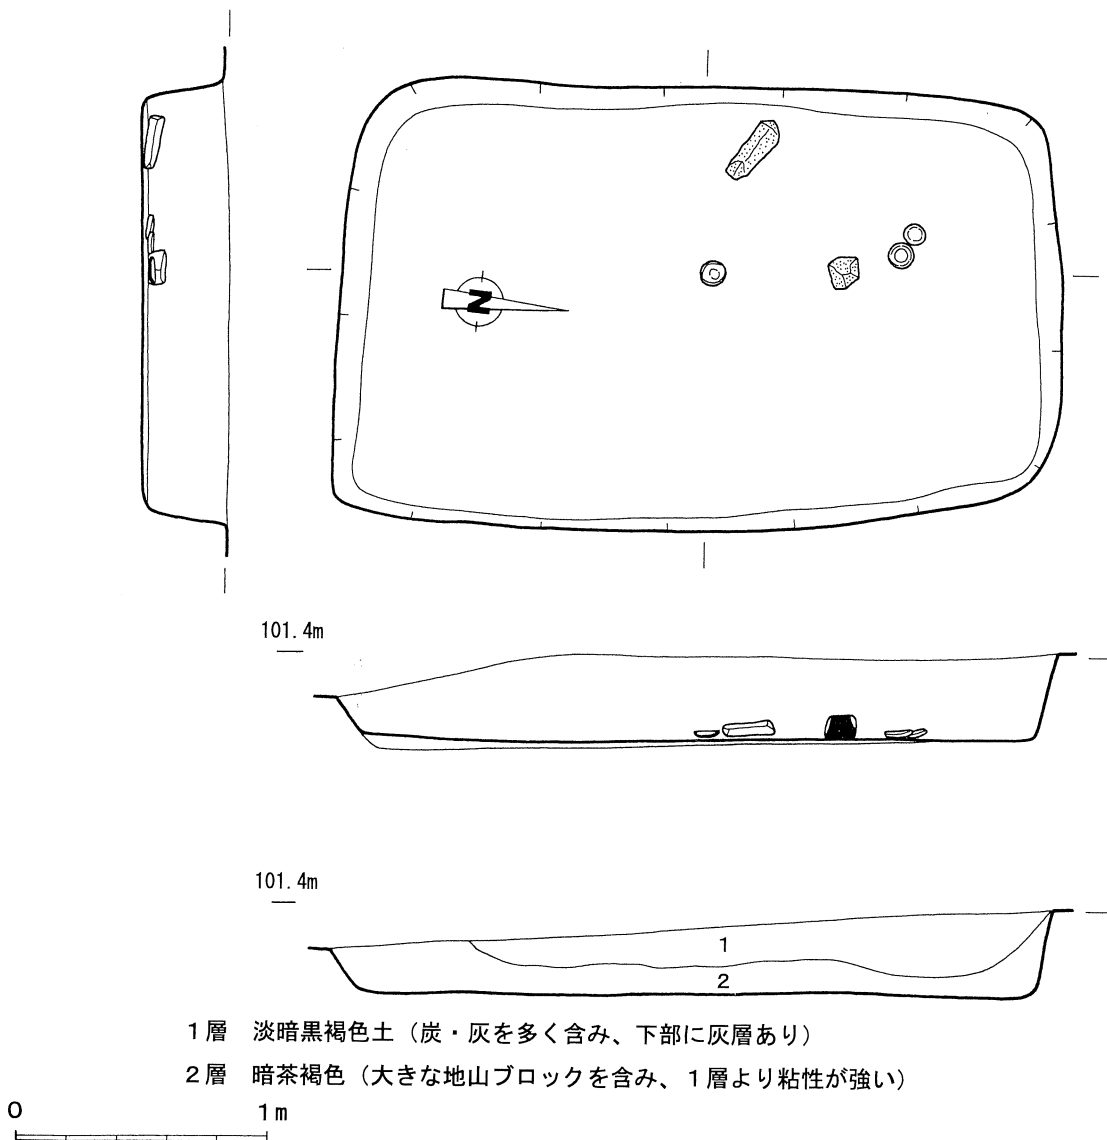 N
101.4m
101.4m
1
2
1層 淡暗黒褐色土（炭・灰を多く含み、下部に灰層あり）
2層 暗茶褐色（大きな地山ブロックを含み、1層より粘性が強い）
0 1m